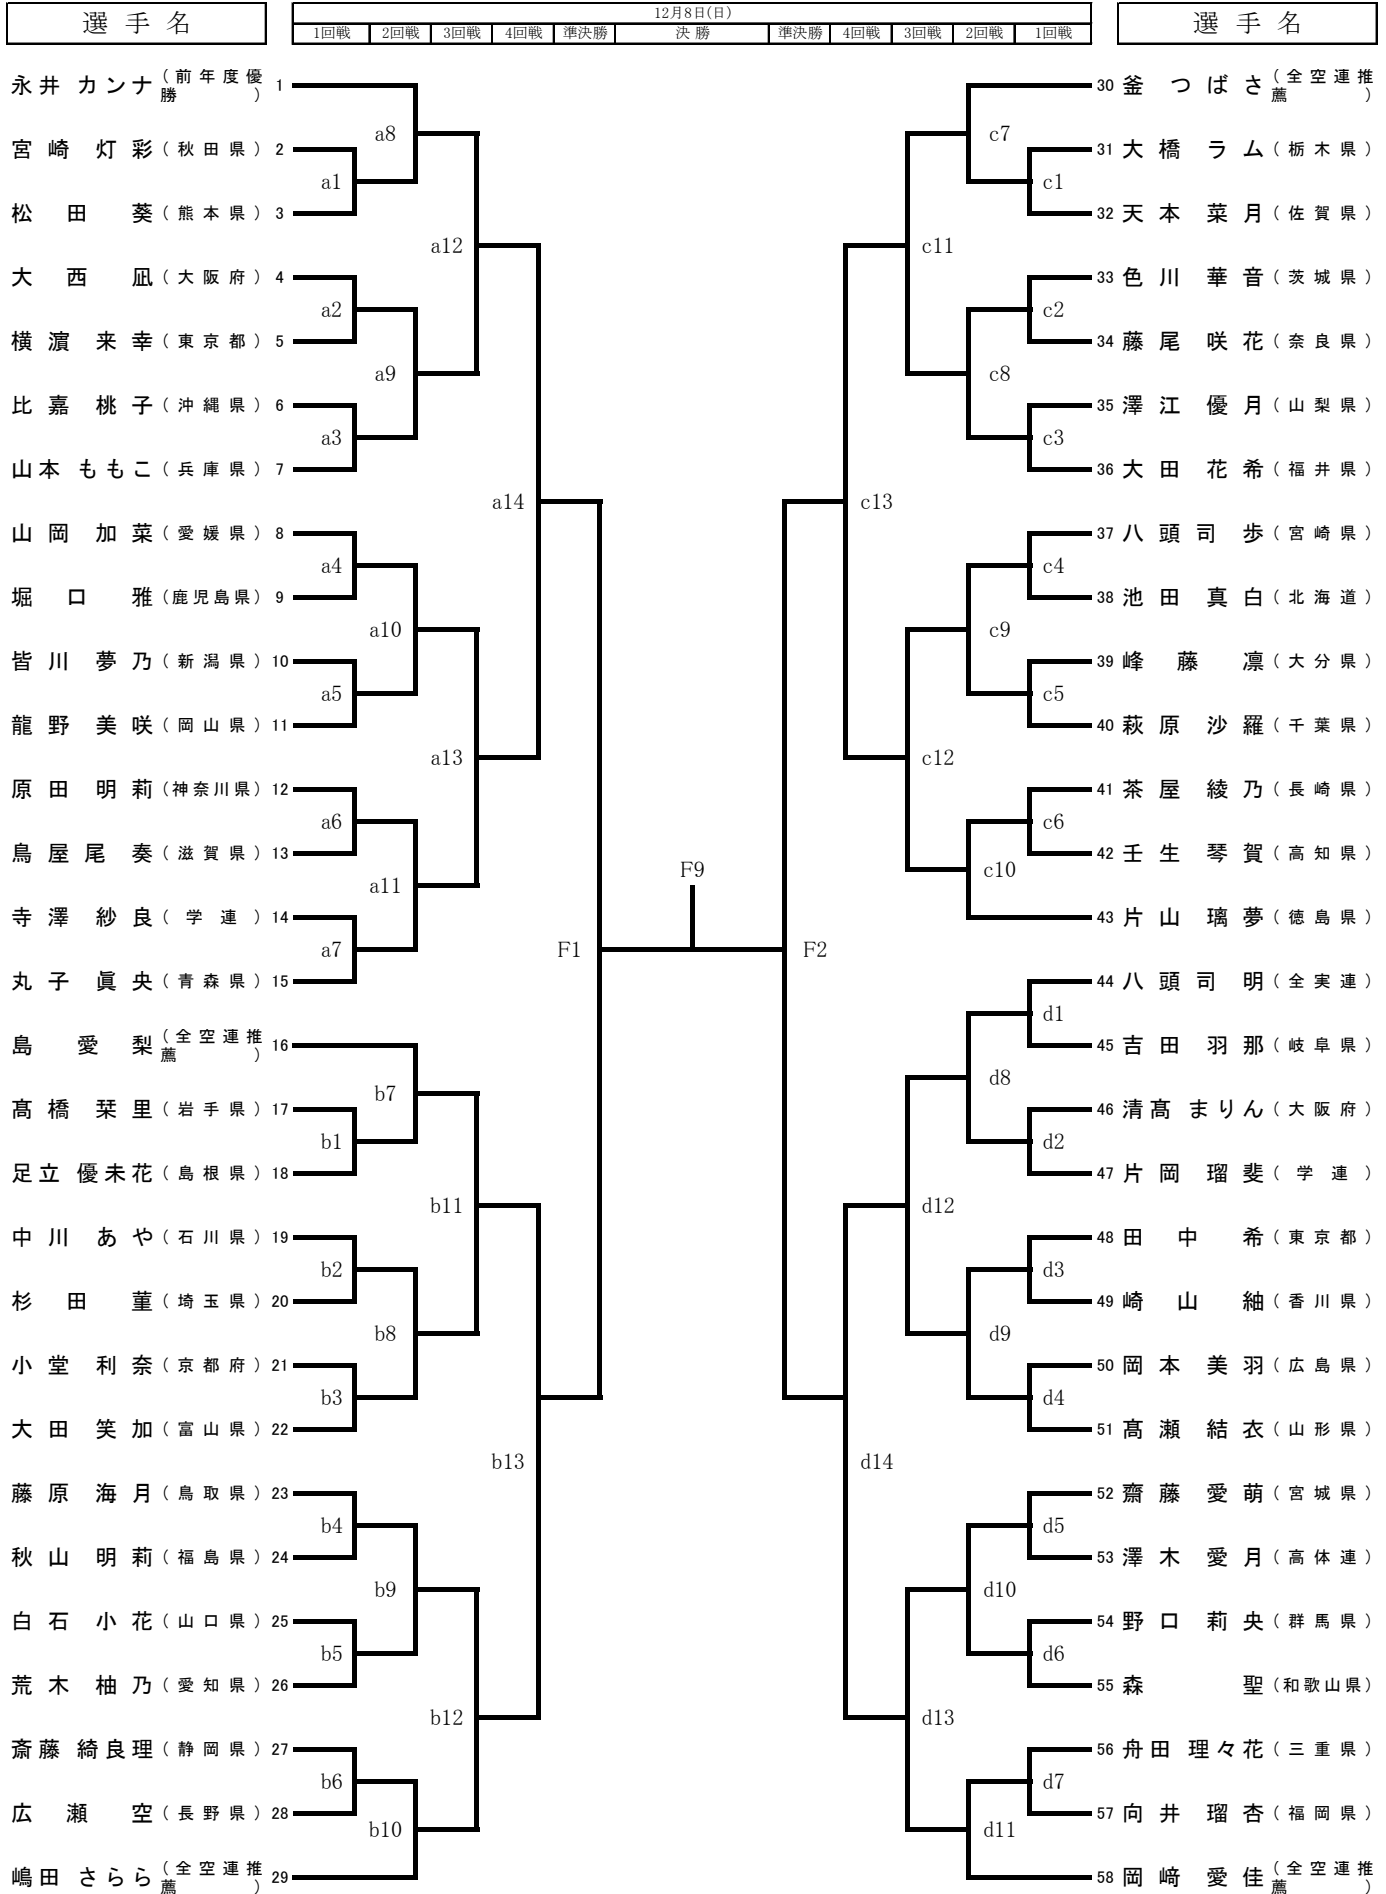 選手名 12月8日(日) 選手名
1回戦 2回戦 3回戦 4回戦 準決勝 決勝 準決勝 4回戦 3回戦 2回戦 1回戦
永井 カンナ (前年度優勝) 1
宮崎 灯彩 (秋田県) 2
松田 葵 (熊本県) 3
大西 凪 (大阪府) 4
横濵 来幸 (東京都) 5
比嘉 桃子 (沖縄県) 6
山本 ももこ (兵庫県) 7
山岡 加菜 (愛媛県) 8
堀口 雅 (鹿児島県) 9
皆川 夢乃 (新潟県) 10
龍野 美咲 (岡山県) 11
原田 明莉 (神奈川県) 12
鳥屋尾 奏 (滋賀県) 13
寺澤 紗良 (学連) 14
丸子 眞央 (青森県) 15
島 愛梨 (全空連推薦) 16
髙橋 栞里 (岩手県) 17
足立 優未花 (島根県) 18
中川 あや (石川県) 19
杉田 菫 (埼玉県) 20
小堂 利奈 (京都府) 21
大田 笑加 (富山県) 22
藤原 海月 (鳥取県) 23
秋山 明莉 (福島県) 24
白石 小花 (山口県) 25
荒木 柚乃 (愛知県) 26
斎藤 綺良理 (静岡県) 27
広瀬 空 (長野県) 28
嶋田 さらら (全空連推薦) 29
a8
a1
a12
a2
a9
a3
a14
a4
a10
a5
a13
a6
a11
a7
F1
b7
b1
b11
b2
b8
b3
b13
b4
b9
b5
b12
b6
b10
F9
F2
c7
c1
c11
c2
c8
c3
c13
c4
c9
c5
c12
c6
c10
d1
d8
d2
d12
d3
d9
d4
d14
d5
d10
d6
d13
d7
d11
30 釜 つばさ (全空連推薦)
31 大橋 ラム (栃木県)
32 天本 菜月 (佐賀県)
33 色川 華音 (茨城県)
34 藤尾 咲花 (奈良県)
35 澤江 優月 (山梨県)
36 大田 花希 (福井県)
37 八頭司 歩 (宮崎県)
38 池田 真白 (北海道)
39 峰藤 凛 (大分県)
40 萩原 沙羅 (千葉県)
41 茶屋 綾乃 (長崎県)
42 壬生 琴賀 (高知県)
43 片山 璃夢 (徳島県)
44 八頭司 明 (全実連)
45 吉田 羽那 (岐阜県)
46 清髙 まりん (大阪府)
47 片岡 瑠斐 (学連)
48 田中 希 (東京都)
49 崎山 紬 (香川県)
50 岡本 美羽 (広島県)
51 髙瀬 結衣 (山形県)
52 齋藤 愛萌 (宮城県)
53 澤木 愛月 (高体連)
54 野口 莉央 (群馬県)
55 森 聖 (和歌山県)
56 舟田 理々花 (三重県)
57 向井 瑠杏 (福岡県)
58 岡﨑 愛佳 (全空連推薦)